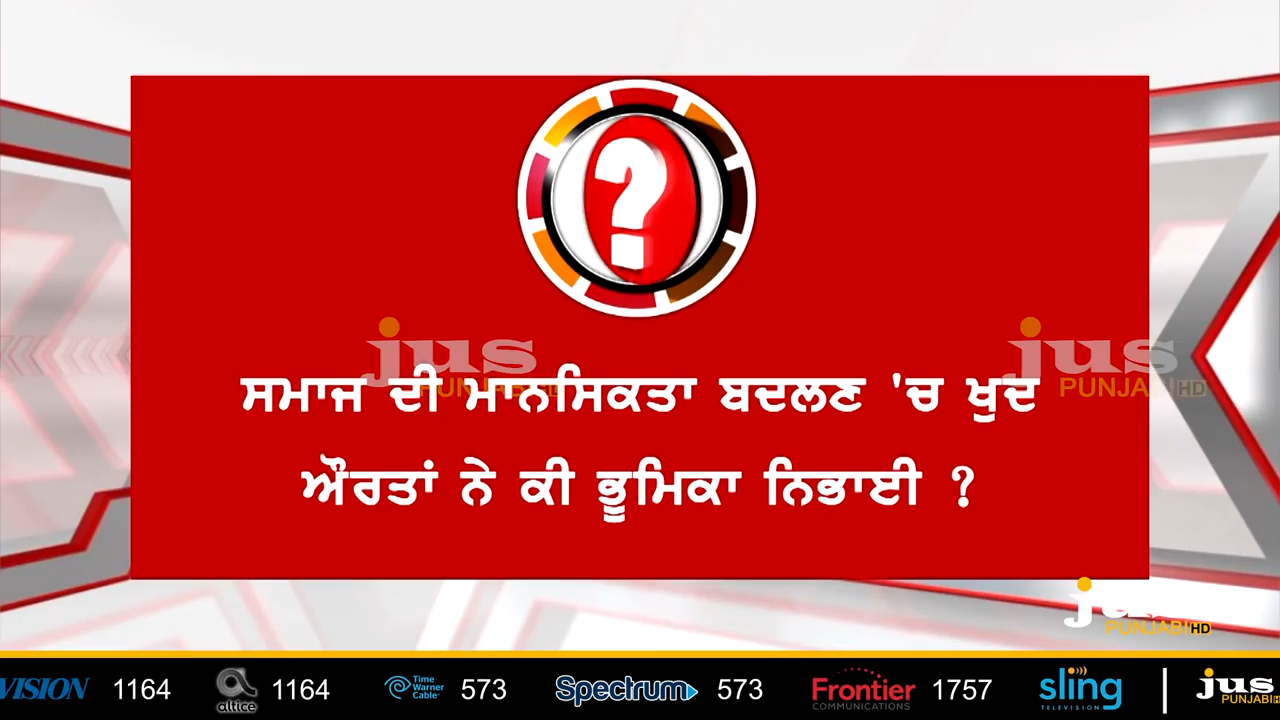 ?
jus
PUNJABI HD
jus
PUNJABI HD
ਸਮਾਜ ਦੀ ਮਾਨਸਿਕਤਾ ਬਦਲਣ 'ਚ ਖੁਦ
ਔਰਤਾਂ ਨੇ ਕੀ ਭੂਮਿਕਾ ਨਿਭਾਈ ?
jus
PUNJABI HD
VISION 1164 altice 1164 Time Warner Cable 573 Spectrum 573 Frontier COMMUNICATIONS 1757 sling TELEVISION | jus PUNJABI